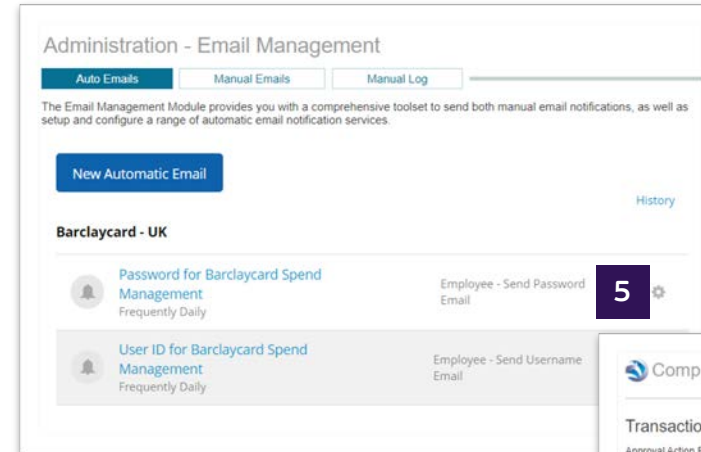 Administration - Email Management
Auto Emails Manual Emails Manual Log
The Email Management Module provides you with a comprehensive toolset to send both manual email notifications, as well as
setup and configure a range of automatic email notification services.
New Automatic Email
History
Barclaycard - UK
Password for Barclaycard Spend
Management
Frequently Daily
Employee - Send Password
Email
5
User ID for Barclaycard Spend
Management
Frequently Daily
Employee - Send Username
Email
Comp
Transactio
Approval Action